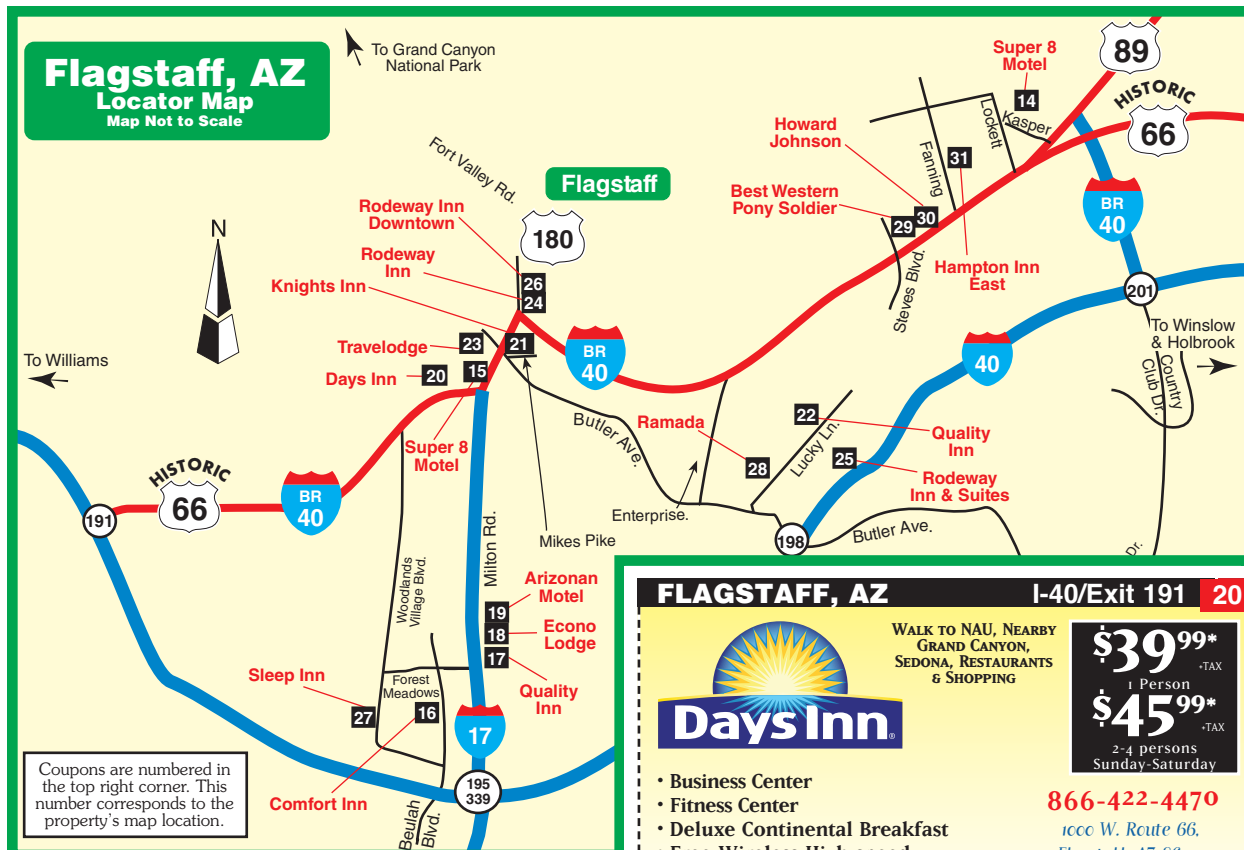 Flagstaff, AZ
Locator Map
Map Not to Scale
To Grand Canyon
National Park
Super 8
Motel
14
Kasper
89
HISTORIC
66
Lockett
Fanning
31
Howard
Johnson
Best Western
Pony Soldier
29
30
Steves Blvd.
Hampton Inn
East
BR
40
201
Fort Valley Rd.
Flagstaff
180
Rodeway Inn
Downtown
Rodeway
Inn
Knights Inn
26
24
N
To Williams
Travelodge
23
21
Days Inn
20
15
BR
40
40
To Winslow
& Holbrook
Country
Club Dr.
Super 8
Motel
Butler Ave.
Ramada
28
22
Lucky Ln.
25
Quality
Inn
Rodeway
Inn & Suites
Enterprise.
Mikes Pike
198
Butler Ave.
Dr.
191
HISTORIC
66
BR
40
Woodlands
Village Blvd.
Milton Rd.
Arizonan
Motel
19
18
Econo
Lodge
17
Quality
Inn
Sleep Inn
27
Forest
Meadows
16
17
Comfort Inn
195
339
Beulah
Blvd.
Coupons are numbered in
the top right corner. This
number corresponds to the
property's map location.
FLAGSTAFF, AZ I-40/Exit 191 20
Days Inn®
WALK TO NAU, NEARBY
GRAND CANYON,
SEDONA, RESTAURANTS
& SHOPPING
$39.99*
+TAX
1 Person
$45.99*
+TAX
2-4 persons
Sunday-Saturday
• Business Center
• Fitness Center
• Deluxe Continental Breakfast
• Free Wireless High-speed
866-422-4470
1000 W. Route 66,